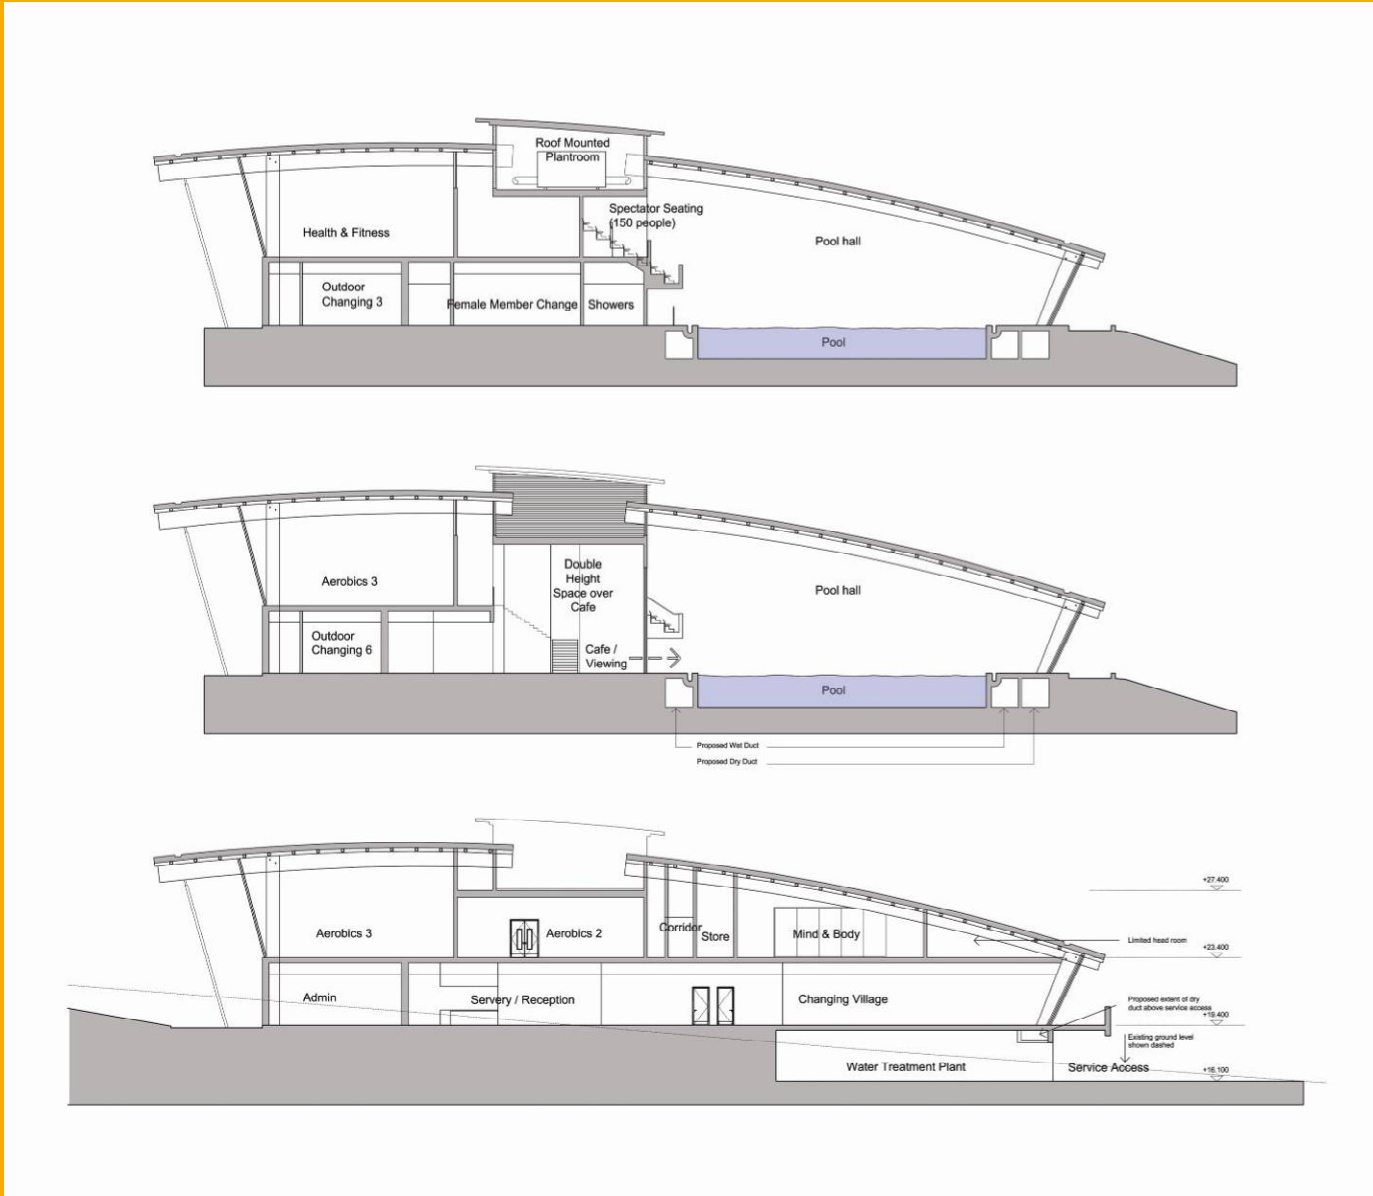 Roof Mounted
Plantroom
Spectator Seating
(150 people)
Health & Fitness
Pool hall
Outdoor
Changing 3
Female Member Change
Showers
Pool
Double
Height
Space over
Cafe
Aerobics 3
Pool hall
Outdoor
Changing 6
Cafe /
Viewing
Pool
Proposed Wet Duct
Proposed Dry Duct
+27.400
Aerobics 3
Aerobics 2
Corridor
Store
Mind & Body
Limited head room
+23.400
Admin
Servery / Reception
Changing Village
Proposed extent of dry
duct above service access
+19.400
Existing ground level
shown dashed
Water Treatment Plant
Service Access
+16.100